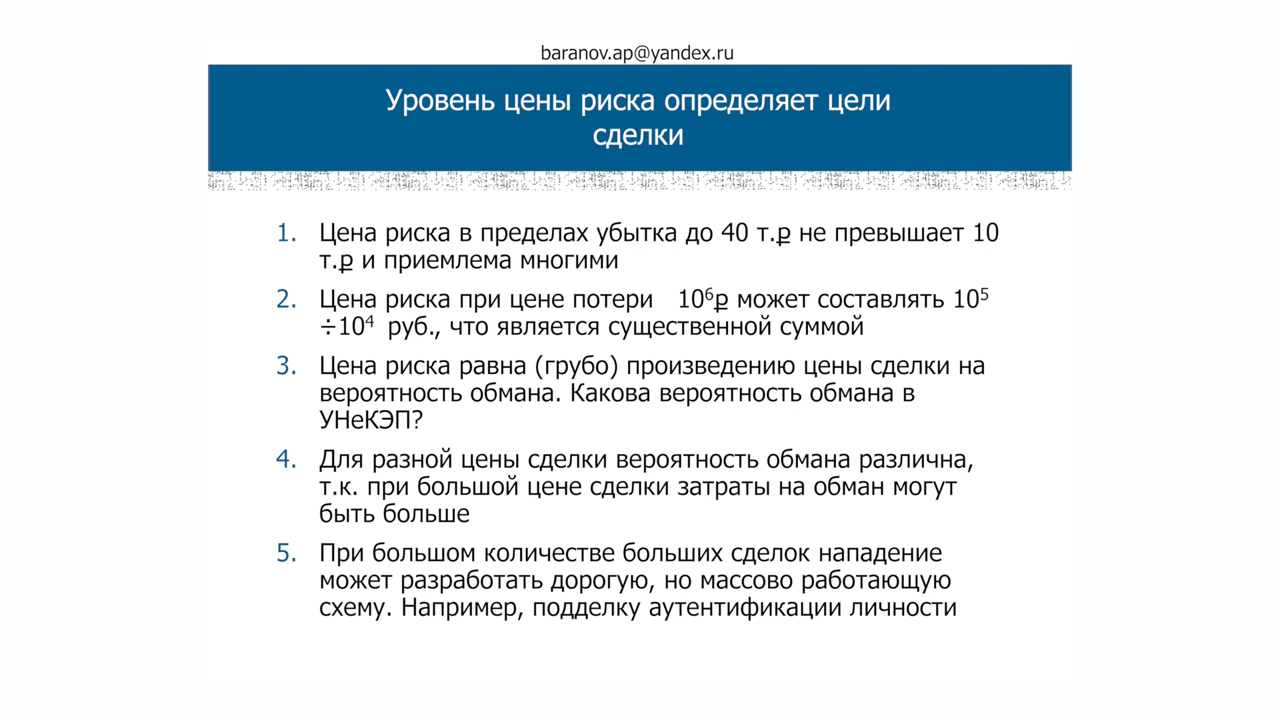 baranov.ap@yandex.ru
Уровень цены риска определяет цели
сделки
1. Цена риска в пределах убытка до 40 т.р не превышает 10
т.р и приемлема многими
2. Цена риска при цене потери 10⁶р может составлять 10⁵
÷10⁴ руб., что является существенной суммой
3. Цена риска равна (грубо) произведению цены сделки на
вероятность обмана. Какова вероятность обмана в
УНеКЭП?
4. Для разной цены сделки вероятность обмана различна,
т.к. при большой цене сделки затраты на обман могут
быть больше
5. При большом количестве больших сделок нападение
может разработать дорогую, но массово работающую
схему. Например, подделку аутентификации личности